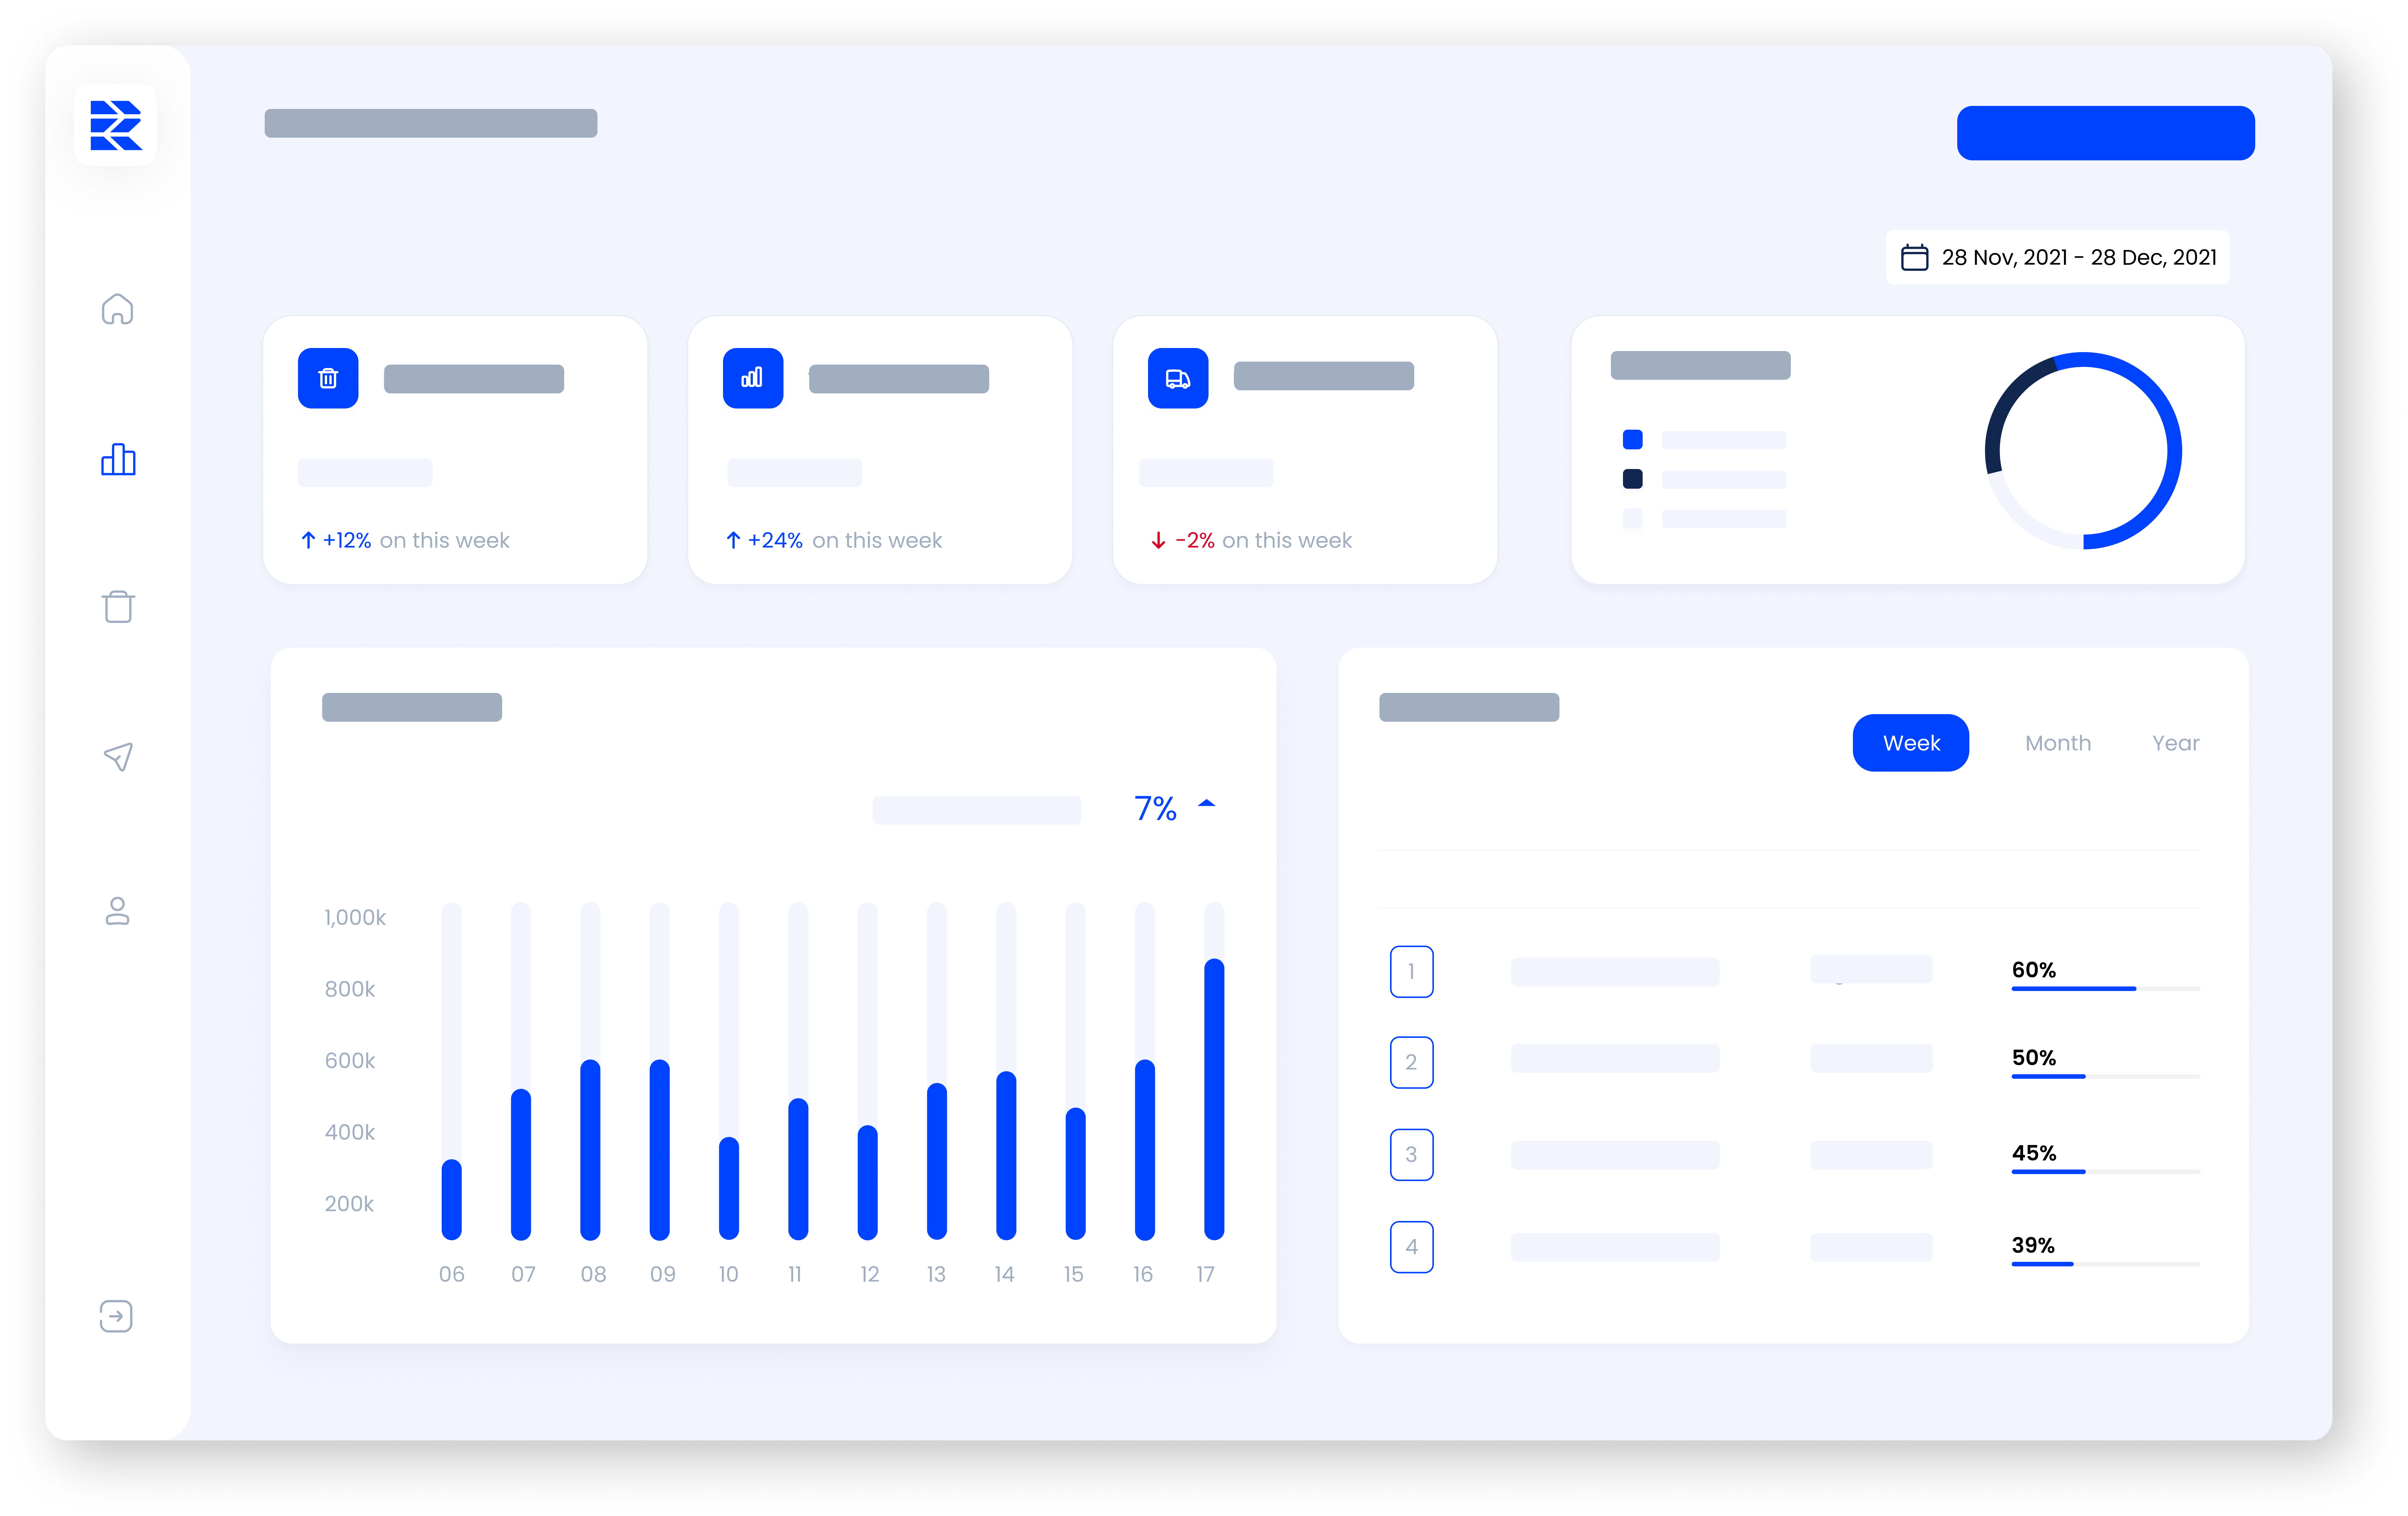 28 Nov, 2021 - 28 Dec, 2021
+12% on this week
+24% on this week
-2% on this week
7%
1,000k
800k
600k
400k
200k
06 07 08 09 10 11 12 13 14 15 16 17
Week Month Year
1 60%
2 50%
3 45%
4 39%